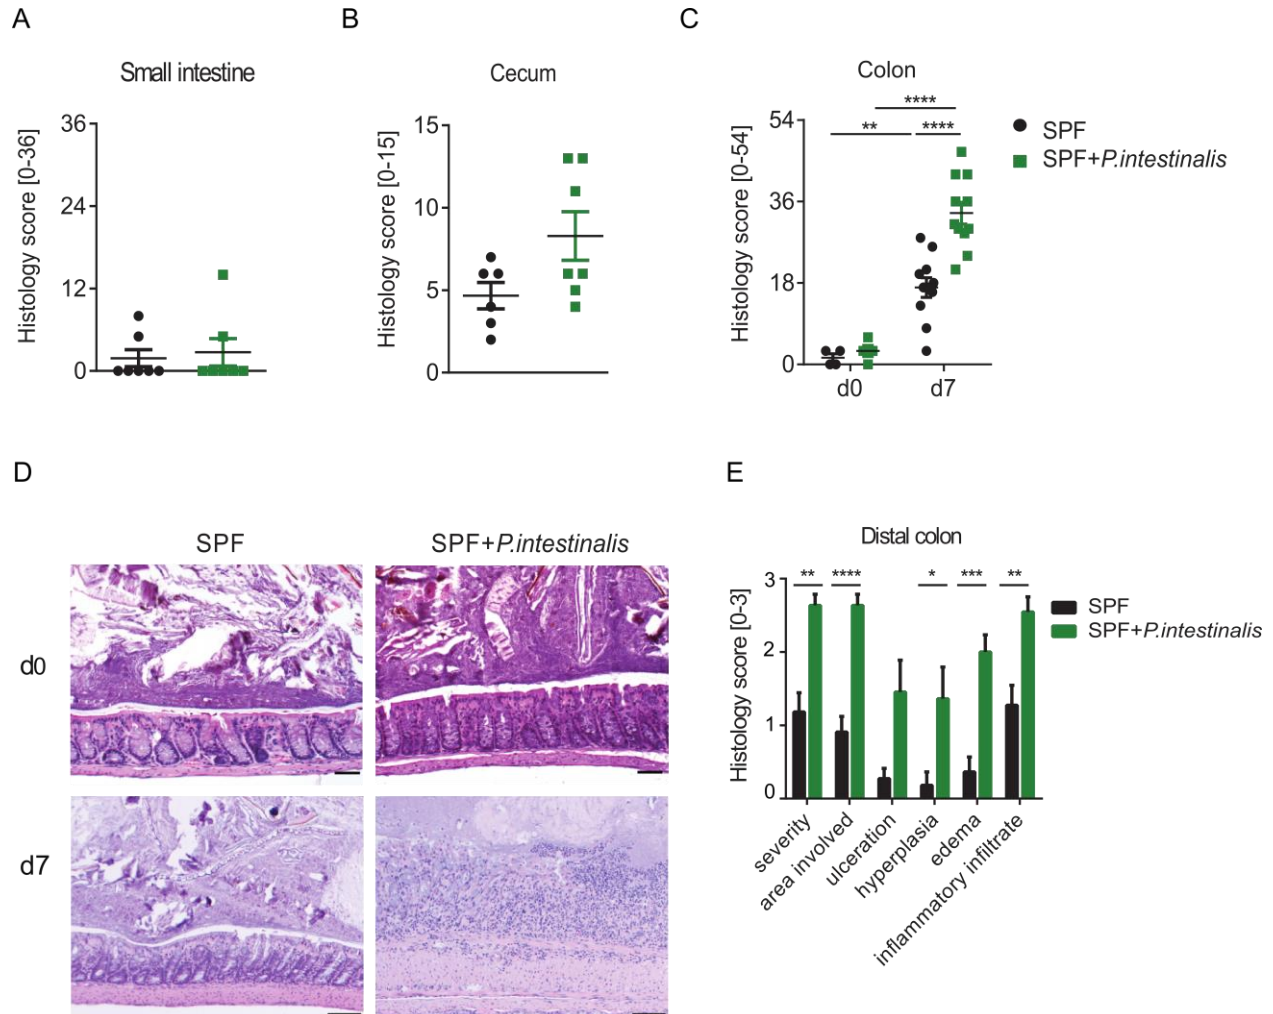 A
B
C
Small intestine
Cecum
Colon
Histology score [0-36]
36
24
12
0
Histology score [0-15]
15
10
5
0
Histology score [0-54]
54
36
18
0
****
** ****
d0 d7
SPF
SPF+P.intestinalis
D
E
SPF SPF+P.intestinalis
d0
d7
Distal colon
Histology score [0-3]
3
2
1
0
** **** * *** **
severity
area involved
ulceration
hyperplasia
edema
inflammatory infiltrate
SPF
SPF+P.intestinalis